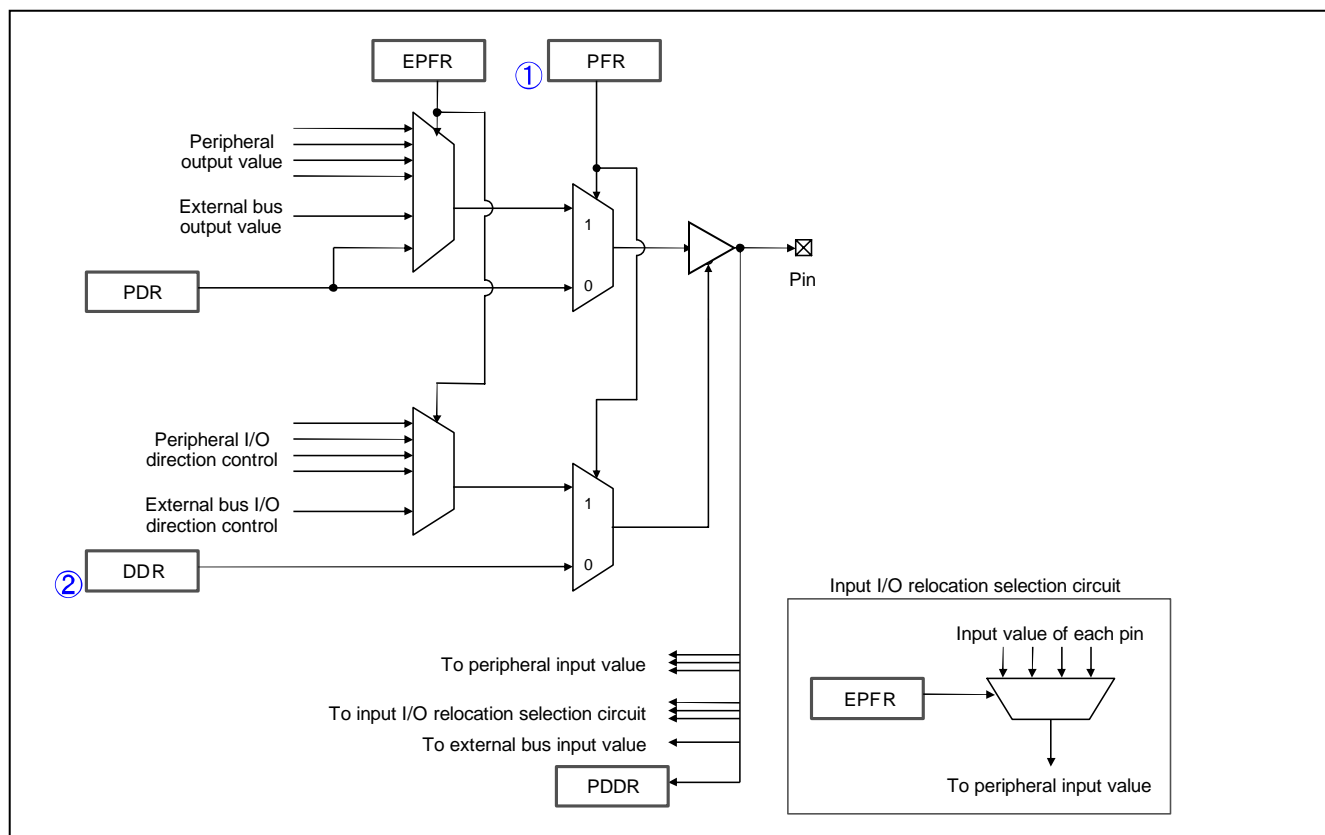 EPFR
① PFR
Peripheral
output value
External bus
output value
PDR
1
0
Pin
Peripheral I/O
direction control
External bus I/O
direction control
1
0
② DDR
Input I/O relocation selection circuit
Input value of each pin
EPFR
To peripheral input value
To peripheral input value
To input I/O relocation selection circuit
To external bus input value
PDDR